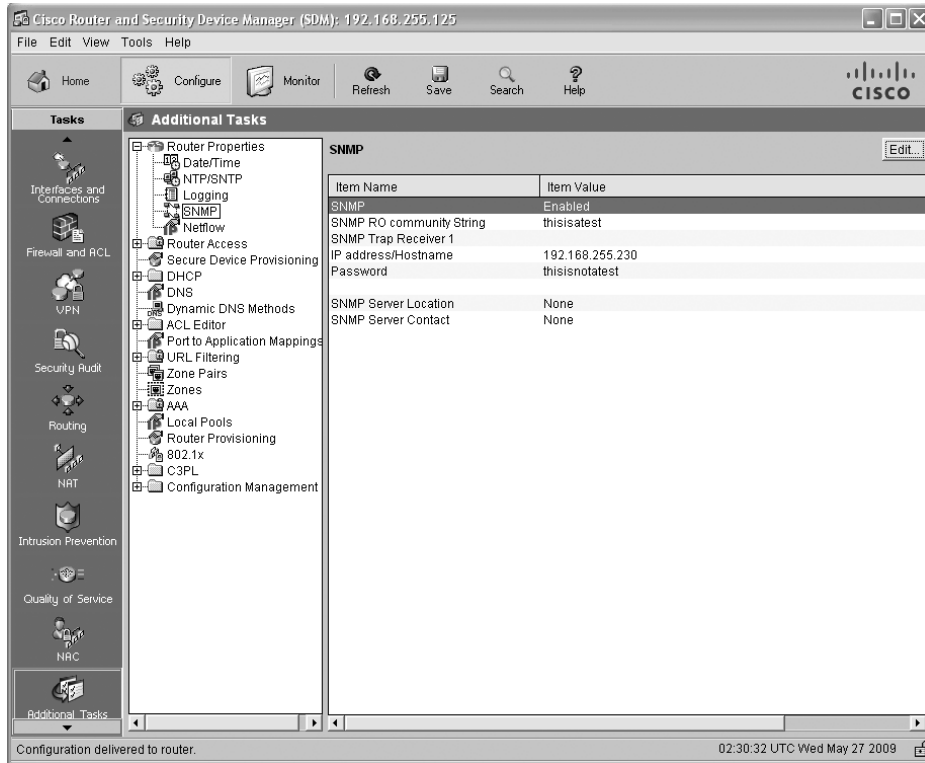 Cisco Router and Security Device Manager (SDM): 192.168.255.125
File Edit View Tools Help
Home Configure Monitor Refresh Save Search Help
CISCO
Tasks
Interfaces and Connections
Firewall and ACL
VPN
Security Audit
Routing
NAT
Intrusion Prevention
Quality of Service
NAC
Additional Tasks
Additional Tasks
Router Properties
Date/Time
NTP/SNTP
Logging
SNMP
Netflow
Router Access
Secure Device Provisioning
DHCP
DNS
Dynamic DNS Methods
ACL Editor
Port to Application Mappings
URL Filtering
Zone Pairs
Zones
AAA
Local Pools
Router Provisioning
802.1x
C3PL
Configuration Management
SNMP
Edit...
Item Name Item Value
SNMP Enabled
SNMP RO community String thisisatest
SNMP Trap Receiver 1
IP address/Hostname 192.168.255.230
Password thisisnotatest
SNMP Server Location None
SNMP Server Contact None
Configuration delivered to router.
02:30:32 UTC Wed May 27 2009